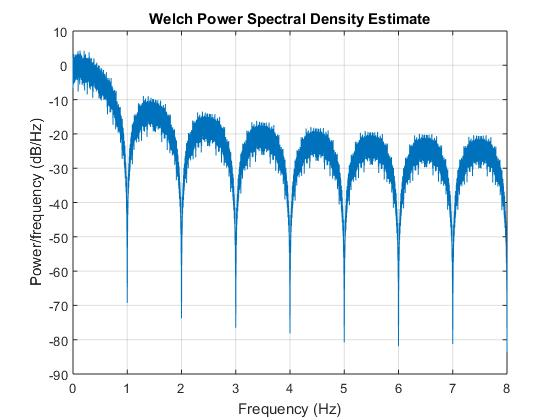 Welch Power Spectral Density Estimate
10
0
-10
-20
-30
-40
-50
-60
-70
-80
-90
Power/frequency (dB/Hz)
0 1 2 3 4 5 6 7 8
Frequency (Hz)